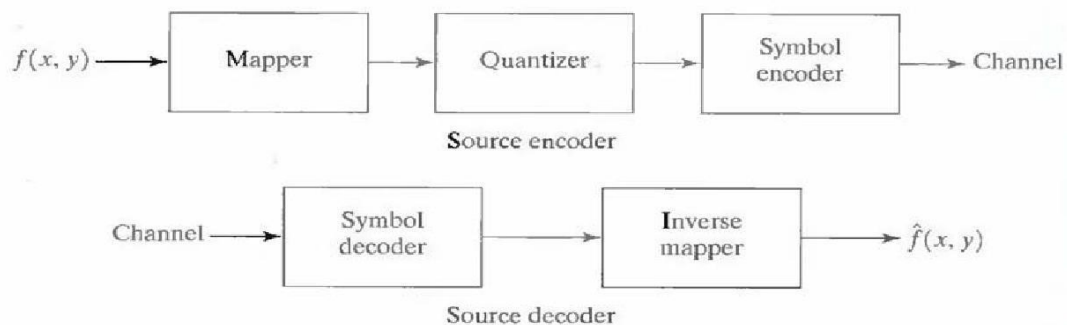 f(x, y) Mapper Quantizer Symbol encoder Channel
Source encoder
Channel Symbol decoder Inverse mapper f̂(x, y)
Source decoder